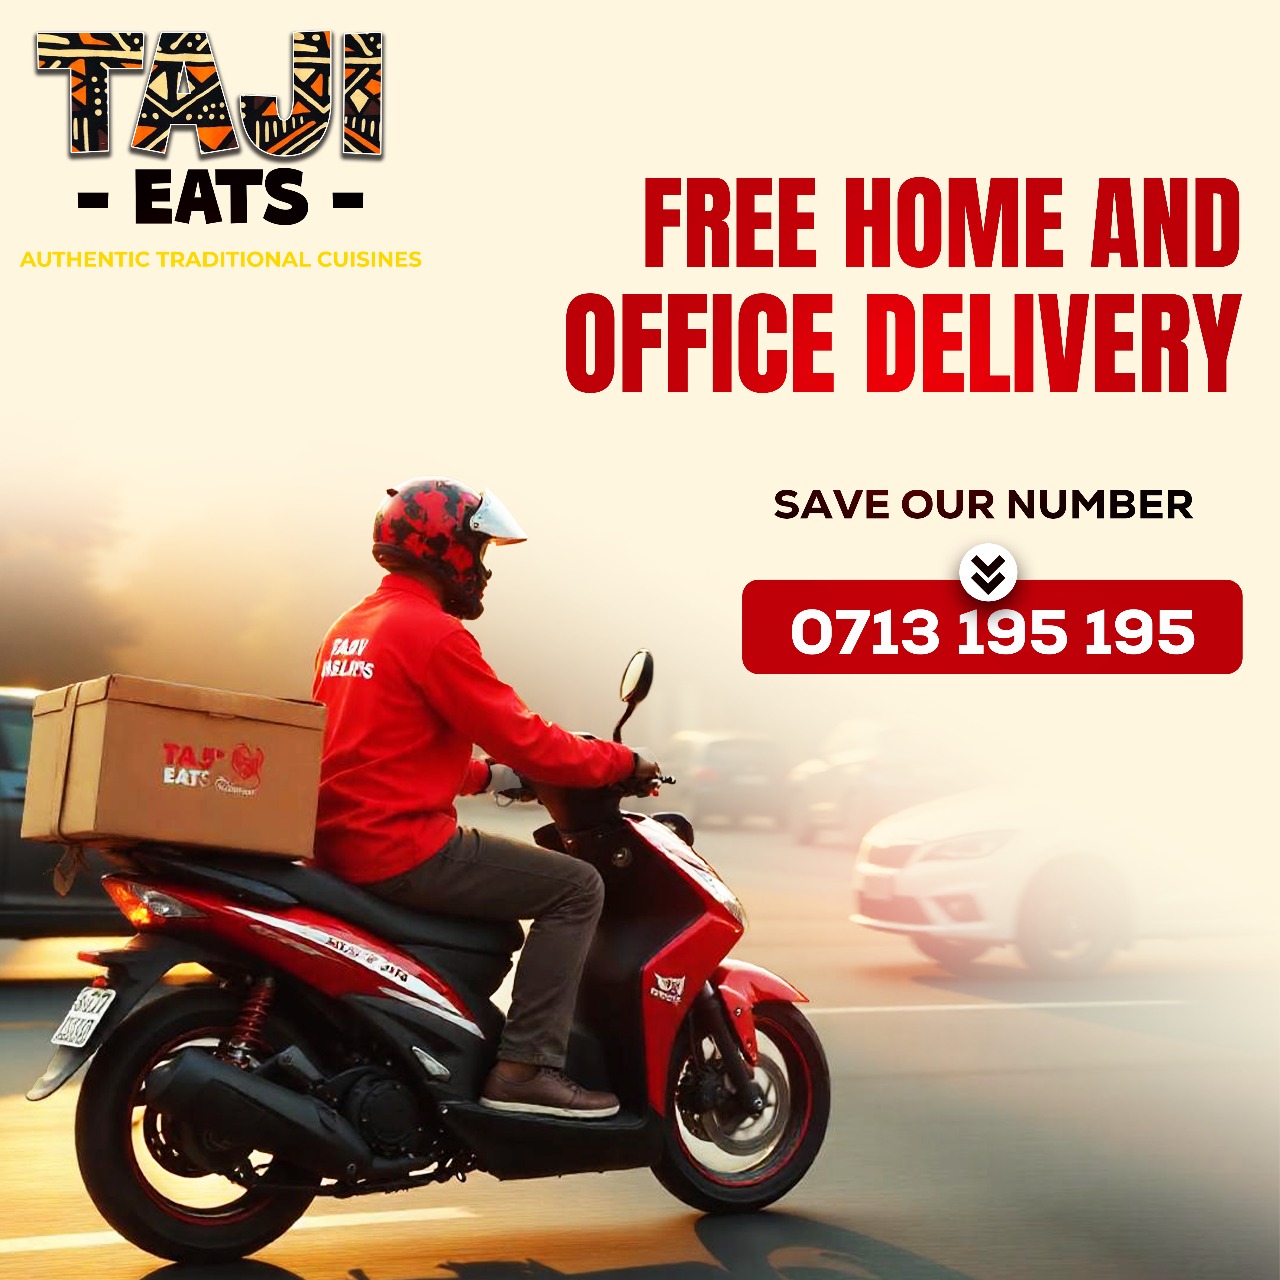 TAJI
- EATS -
AUTHENTIC TRADITIONAL CUISINES
FREE HOME AND
OFFICE DELIVERY
SAVE OUR NUMBER
0713 195 195
TAJI
EATS